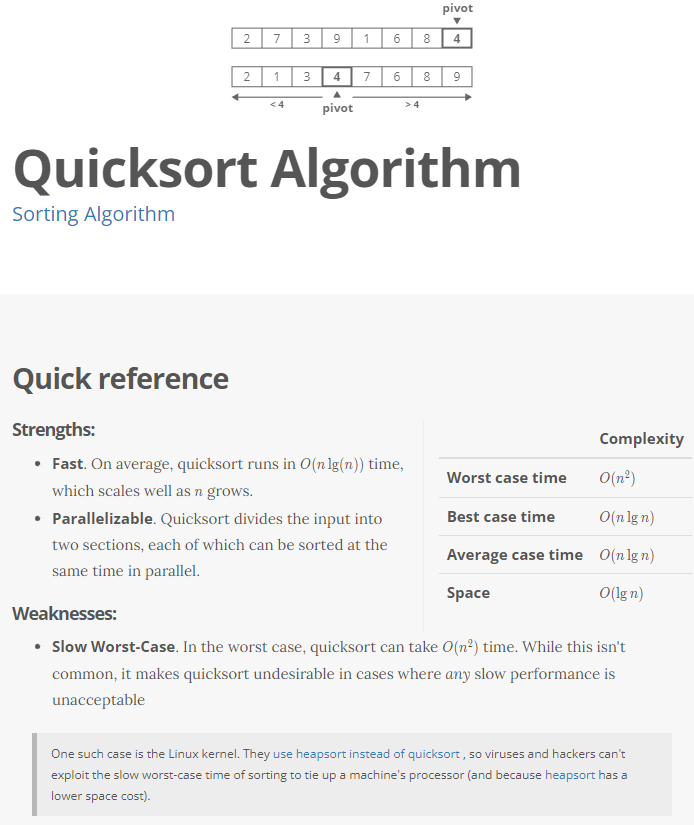 pivot
2 7 3 9 1 6 8 4
2 1 3 4 7 6 8 9
< 4 pivot > 4
Quicksort Algorithm
Sorting Algorithm
Quick reference
Strengths:
• Fast. On average, quicksort runs in O(n lg(n)) time,
which scales well as n grows.
• Parallelizable. Quicksort divides the input into
two sections, each of which can be sorted at the
same time in parallel.
Complexity
Worst case time O(n²)
Best case time O(n lg n)
Average case time O(n lg n)
Space O(lg n)
Weaknesses:
• Slow Worst-Case. In the worst case, quicksort can take O(n²) time. While this isn't
common, it makes quicksort undesirable in cases where any slow performance is
unacceptable
One such case is the Linux kernel. They use heapsort instead of quicksort , so viruses and hackers can't
exploit the slow worst-case time of sorting to tie up a machine's processor (and because heapsort has a
lower space cost).